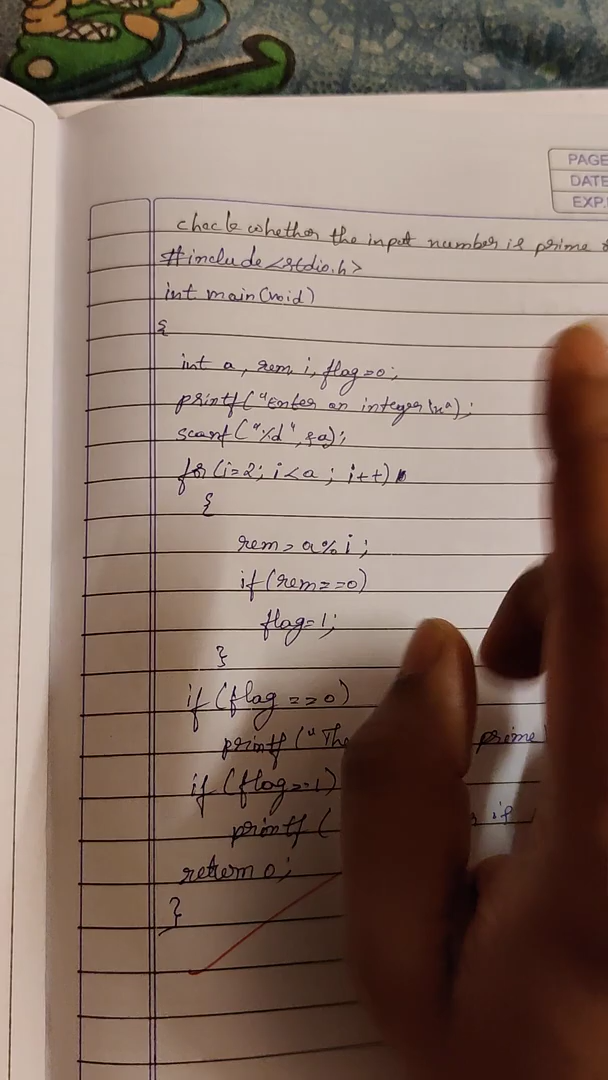 PAGE
DATE
EXP.
check whether the input number is prime
#include<stdio.h>
int main(void)
{
int a, rem, i, flag=0;
printf("Enter an integer\n");
scanf("%d",&a);
for(i=2; i<a; i++)
{
rem=a%i;
if(rem==0)
flag=1;
}
if(flag==0)
printf("The prime
if(flag==1)
printf(
return 0;
}